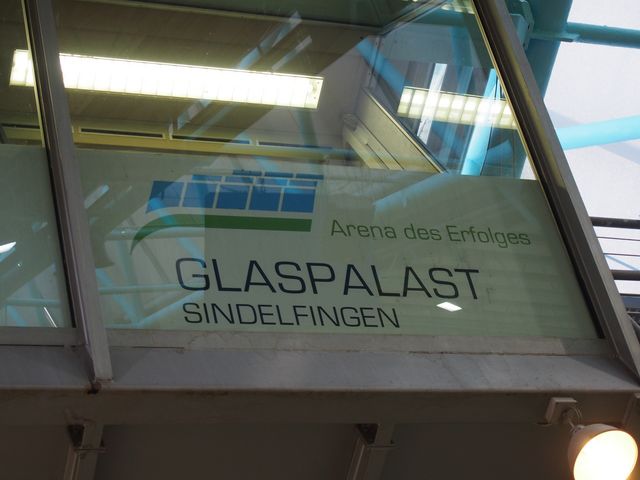 Arena des Erfolges
GLASPALAST
SINDELFINGEN